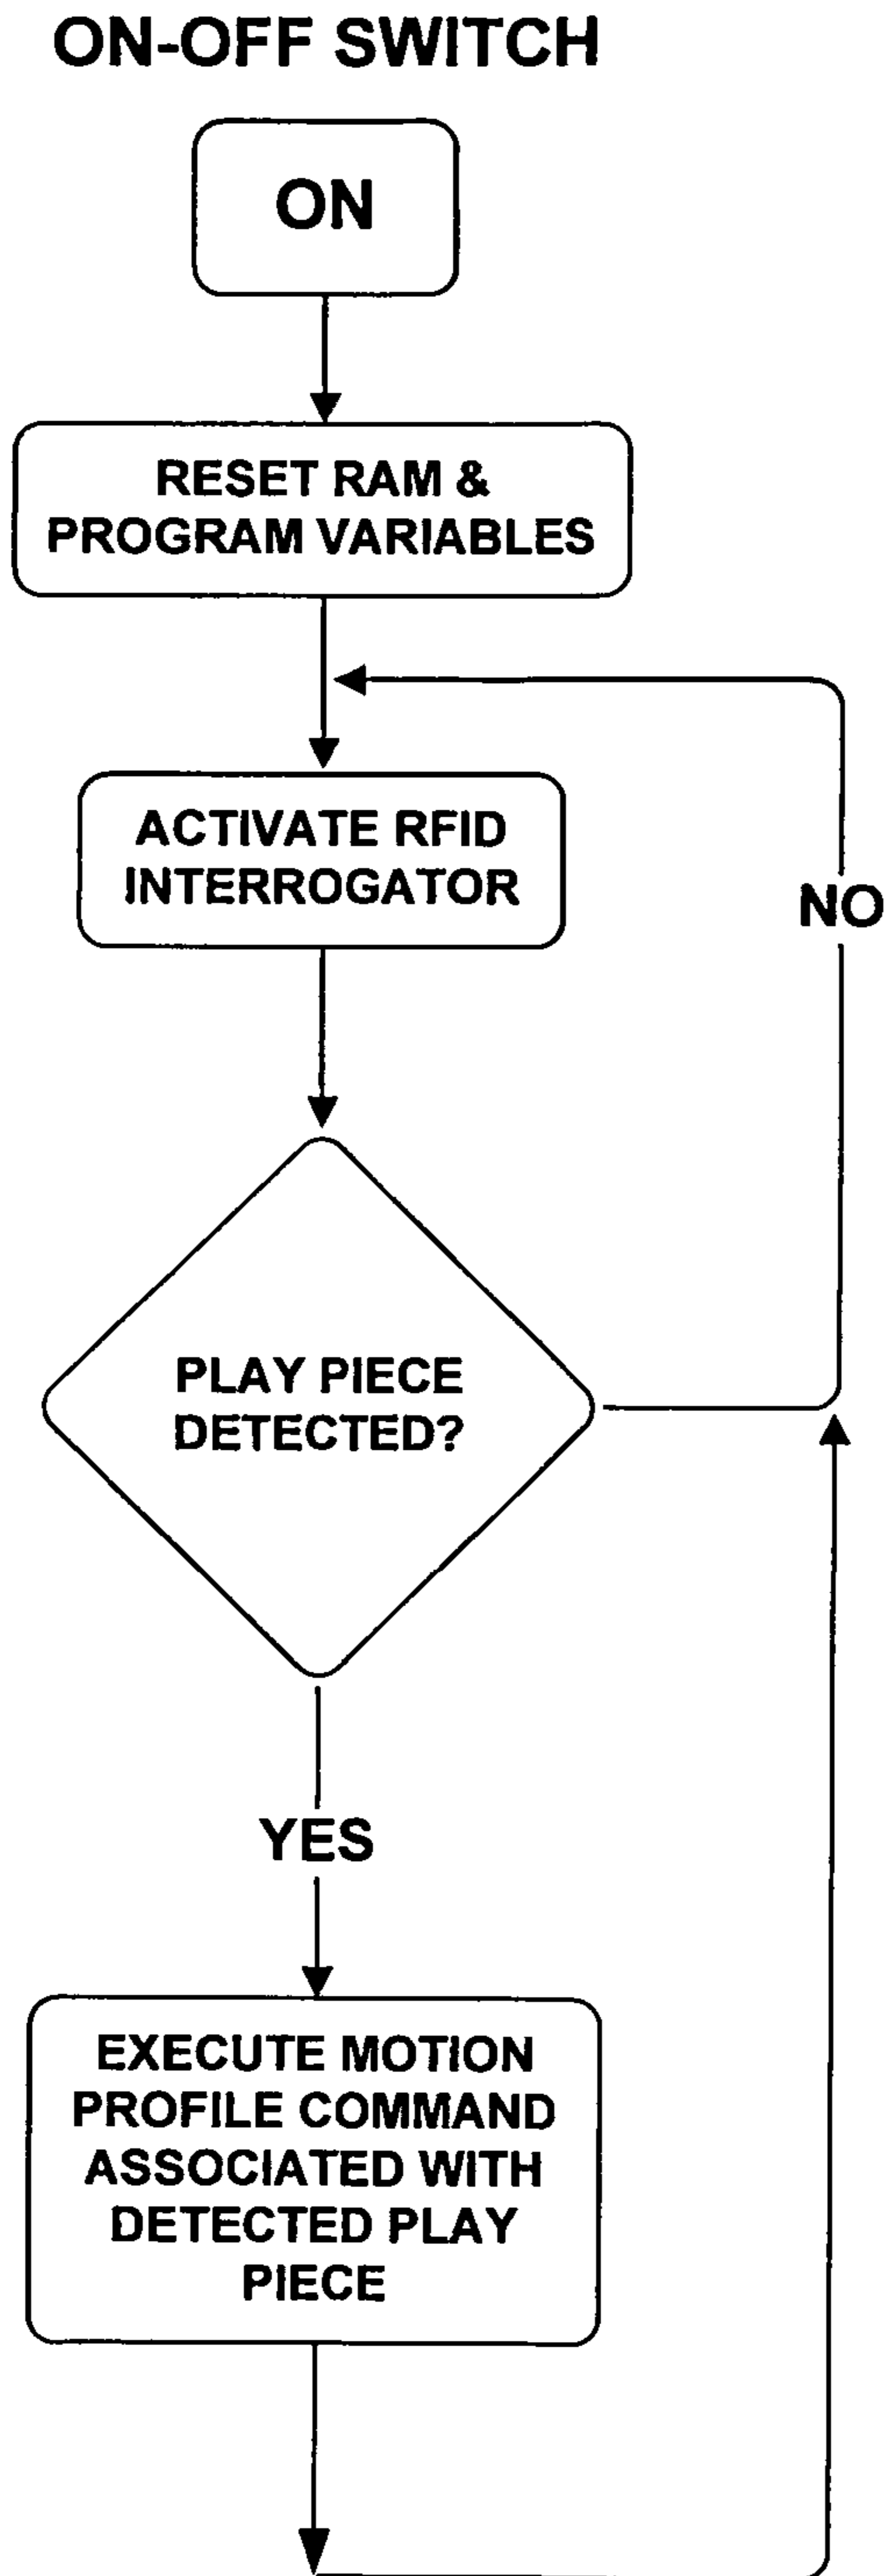 ON-OFF SWITCH
ON
RESET RAM &
PROGRAM VARIABLES
ACTIVATE RFID
INTERROGATOR
NO
PLAY PIECE
DETECTED?
YES
EXECUTE MOTION
PROFILE COMMAND
ASSOCIATED WITH
DETECTED PLAY
PIECE